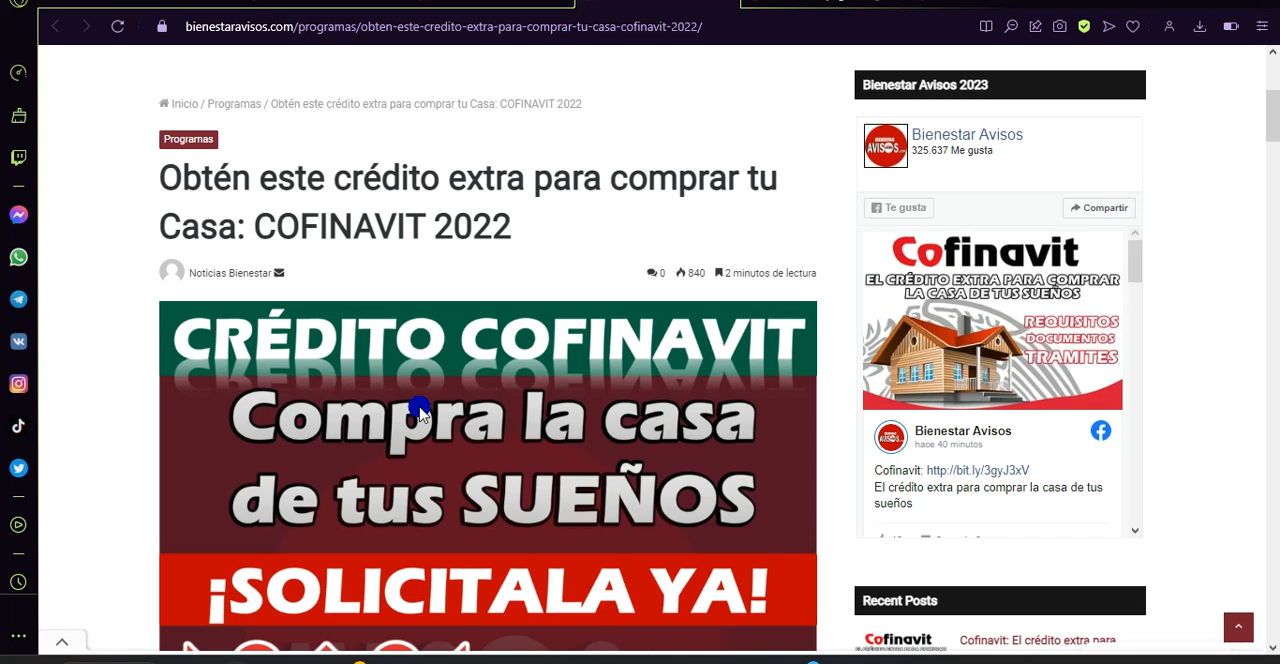 bienestaravisos.com/programas/obten-este-credito-extra-para-comprar-tu-casa-cofinavit-2022/
Inicio / Programas / Obtén este crédito extra para comprar tu Casa: COFINAVIT 2022
Programas
Obtén este crédito extra para comprar tu
Casa: COFINAVIT 2022
Noticias Bienestar
0 840 2 minutos de lectura
CRÉDITO COFINAVIT
Compra la casa
de tus SUEÑOS
¡SOLICITALA YA!
Bienestar Avisos 2023
BIENESTAR
AVISOS.com
Bienestar Avisos
325.637 Me gusta
Te gusta
Compartir
Cofinavit
EL CRÉDITO EXTRA PARA COMPRAR
LA CASA DE TUS SUEÑOS
REQUISITOS
DOCUMENTOS
TRAMITES
Bienestar Avisos
hace 40 minutos
Cofinavit: http://bit.ly/3gyJ3xV
El crédito extra para comprar la casa de tus
sueños
Recent Posts
Cofinavit
Cofinavit: El crédito extra para